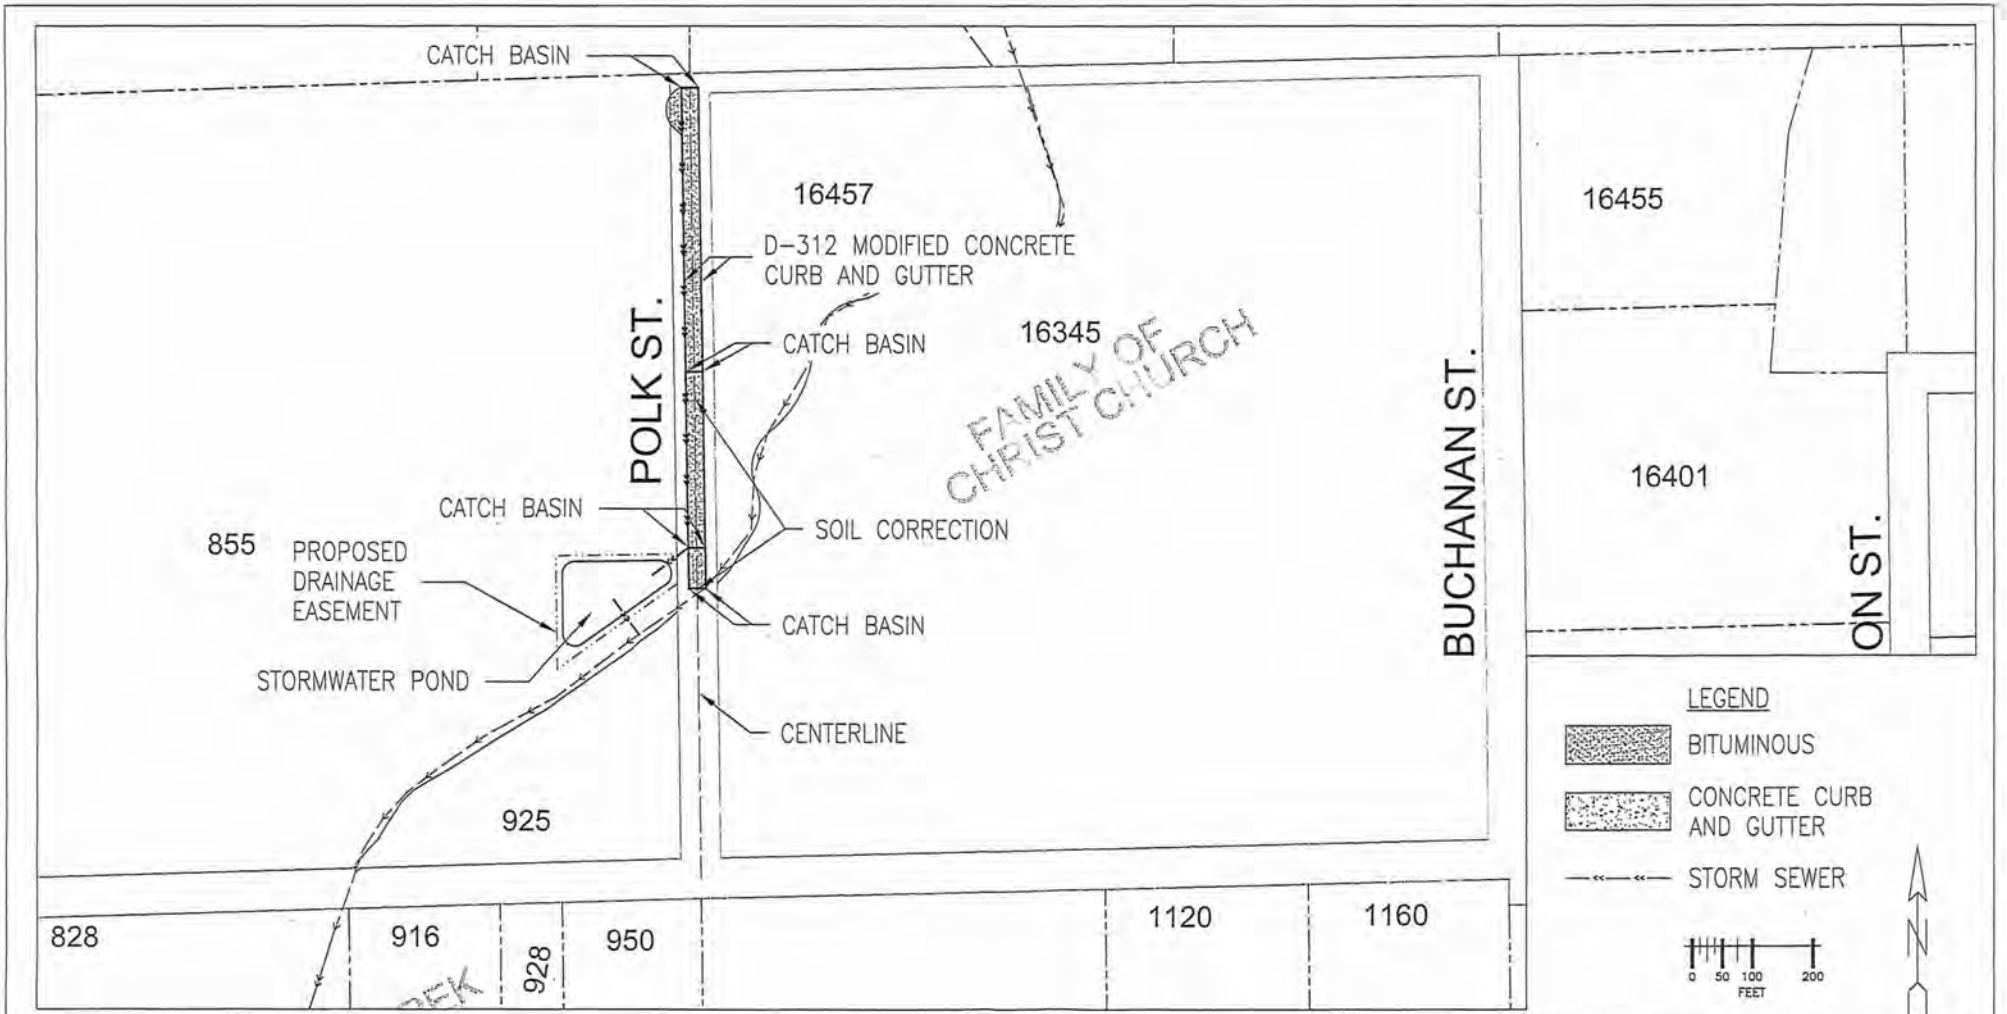 CATCH BASIN
16457
16455
D-312 MODIFIED CONCRETE
CURB AND GUTTER
POLK ST.
CATCH BASIN
16345
FAMILY OF
CHRIST CHURCH
BUCHANAN ST.
16401
CATCH BASIN
SOIL CORRECTION
855
PROPOSED
DRAINAGE
EASEMENT
ON ST.
CATCH BASIN
STORMWATER POND
CENTERLINE
925
LEGEND
BITUMINOUS
CONCRETE CURB
AND GUTTER
STORM SEWER
828
916
928
950
1120
1160
N
0 50 100 200
FEET